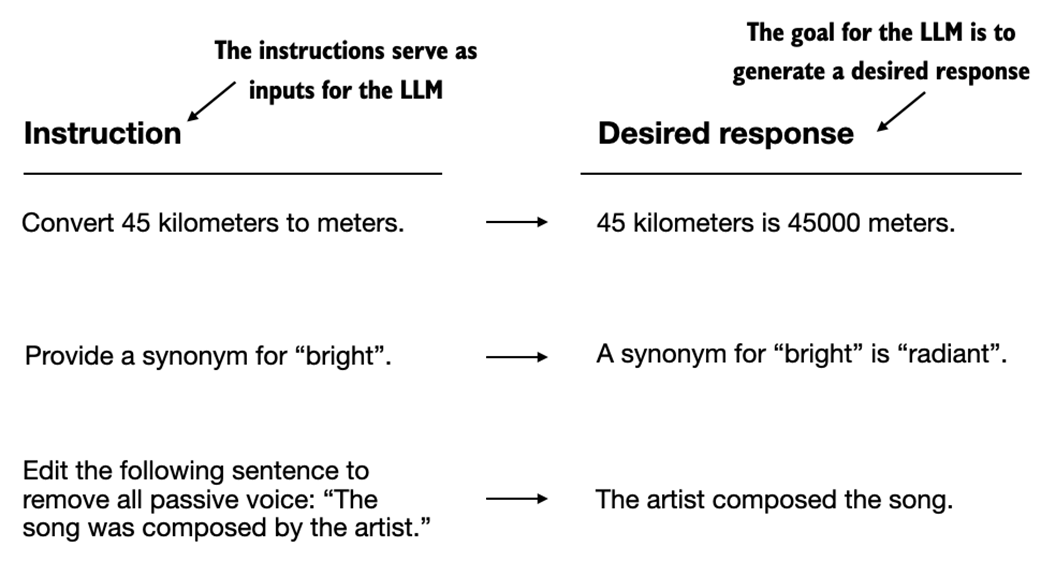 The instructions serve as
inputs for the LLM
The goal for the LLM is to
generate a desired response
Instruction
Desired response
Convert 45 kilometers to meters.
45 kilometers is 45000 meters.
Provide a synonym for “bright”.
A synonym for “bright” is “radiant”.
Edit the following sentence to
remove all passive voice: “The
song was composed by the artist.”
The artist composed the song.